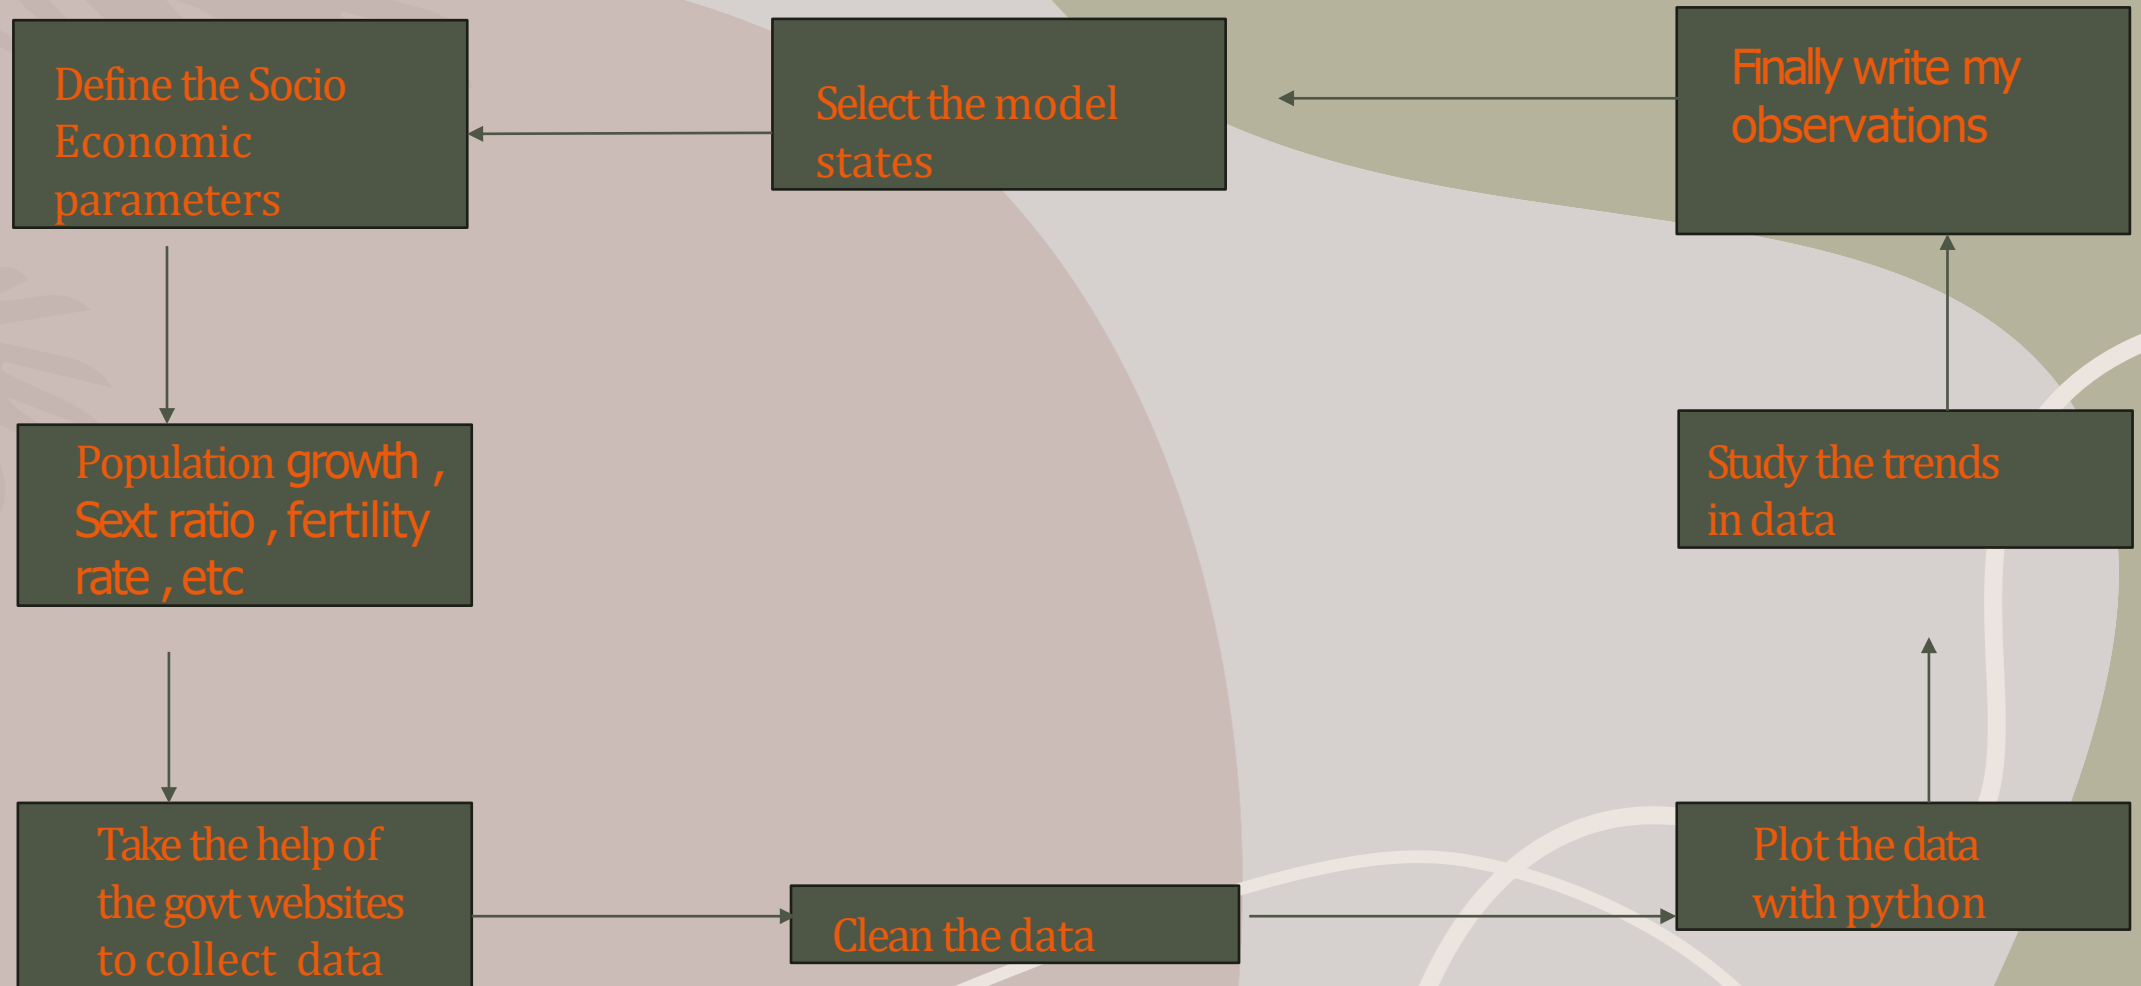 Define the Socio
Economic
parameters
Select the model
states
Finally write my
observations
Population growth ,
Sext ratio , fertility
rate , etc
Study the trends
in data
Take the help of
the govt websites
to collect data
Clean the data
Plot the data
with python